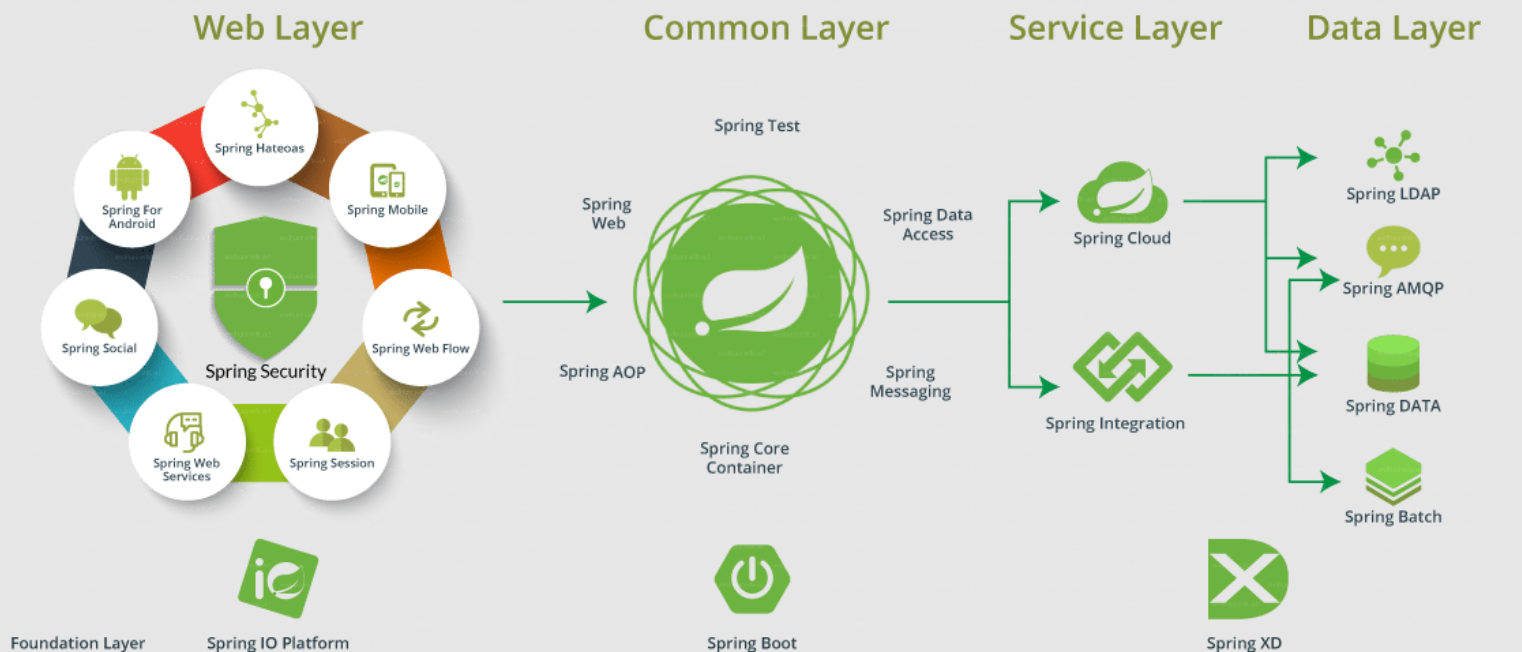 Web Layer
Common Layer
Service Layer
Data Layer
Spring Hateoas
Spring For
Android
Spring Mobile
Spring Social
Spring Web Flow
Spring Security
Spring Web
Services
Spring Session
Spring Test
Spring
Web
Spring Data
Access
Spring AOP
Spring
Messaging
Spring Core
Container
Spring Cloud
Spring Integration
Spring LDAP
Spring AMQP
Spring DATA
Spring Batch
Foundation Layer
io
Spring IO Platform
Spring Boot
X
Spring XD